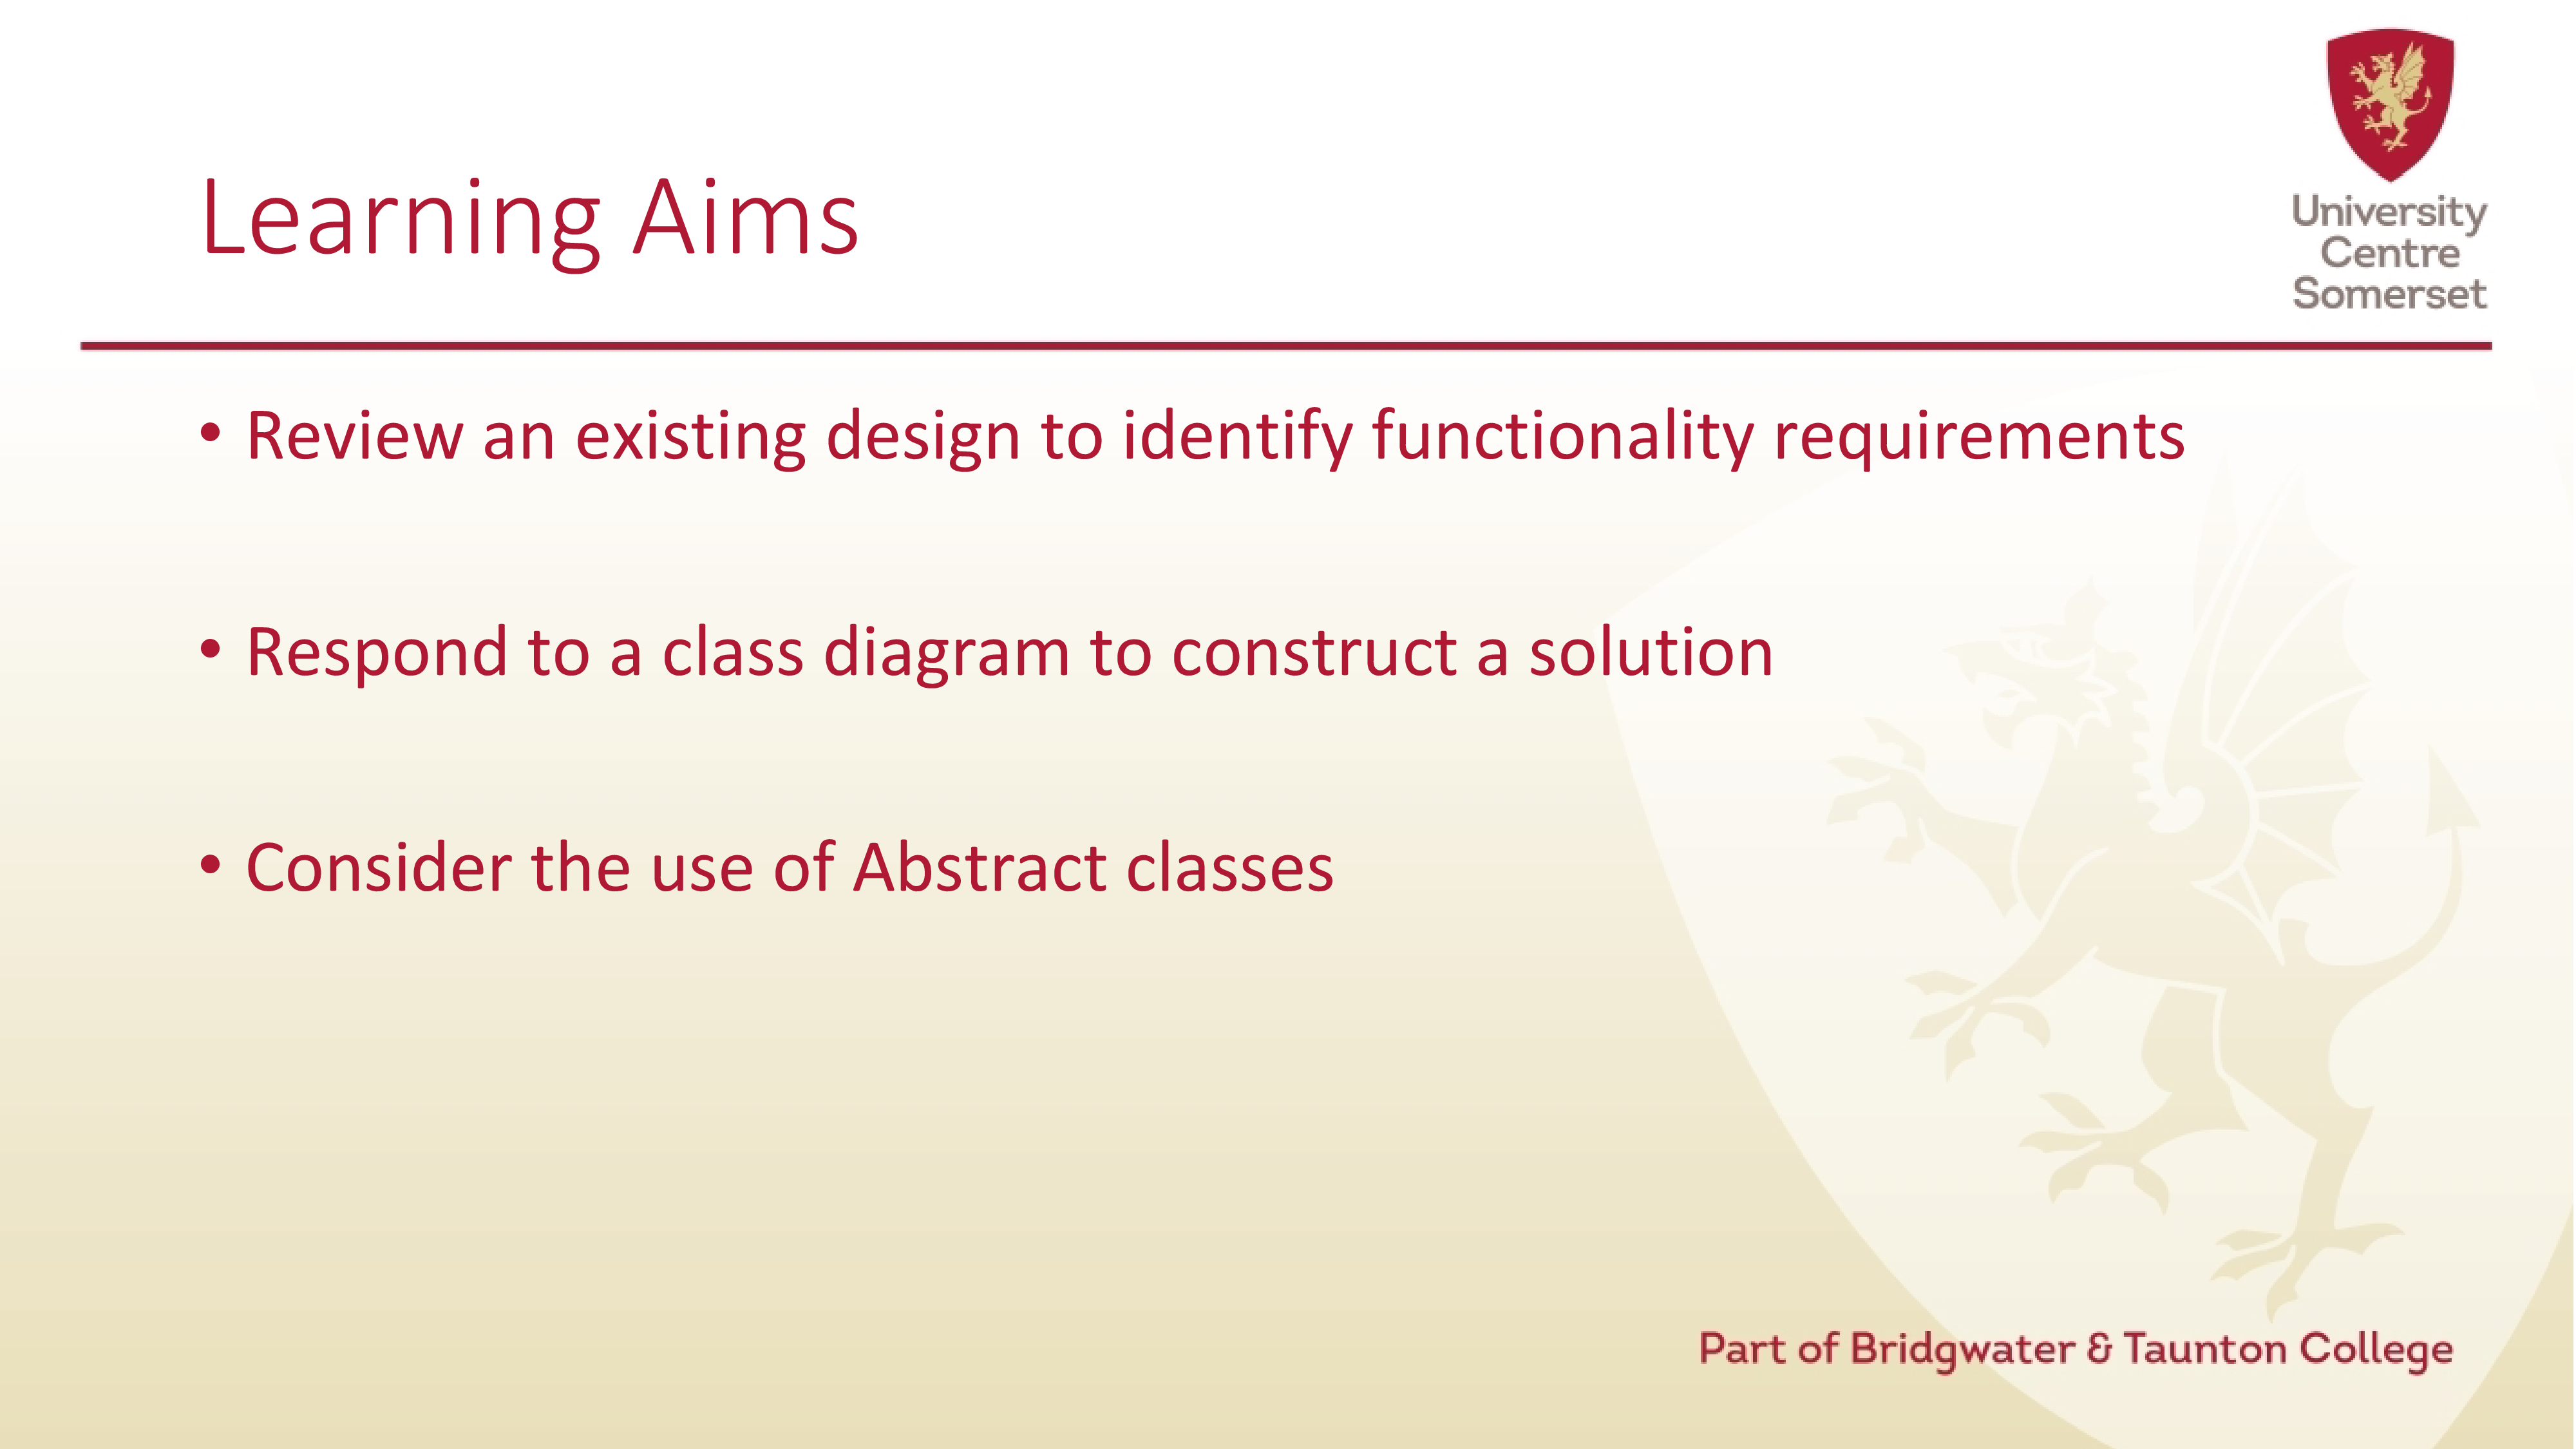 University
Centre
Somerset
Learning Aims
• Review an existing design to identify functionality requirements
• Respond to a class diagram to construct a solution
• Consider the use of Abstract classes
Part of Bridgwater & Taunton College